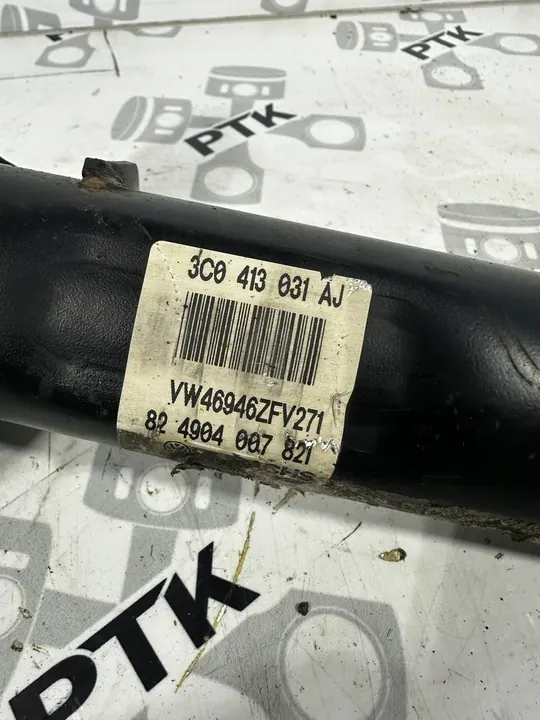 PTK
PTK
3C0 413 031 AJ
VW46946ZFV271
82 4904 007 821
PTK